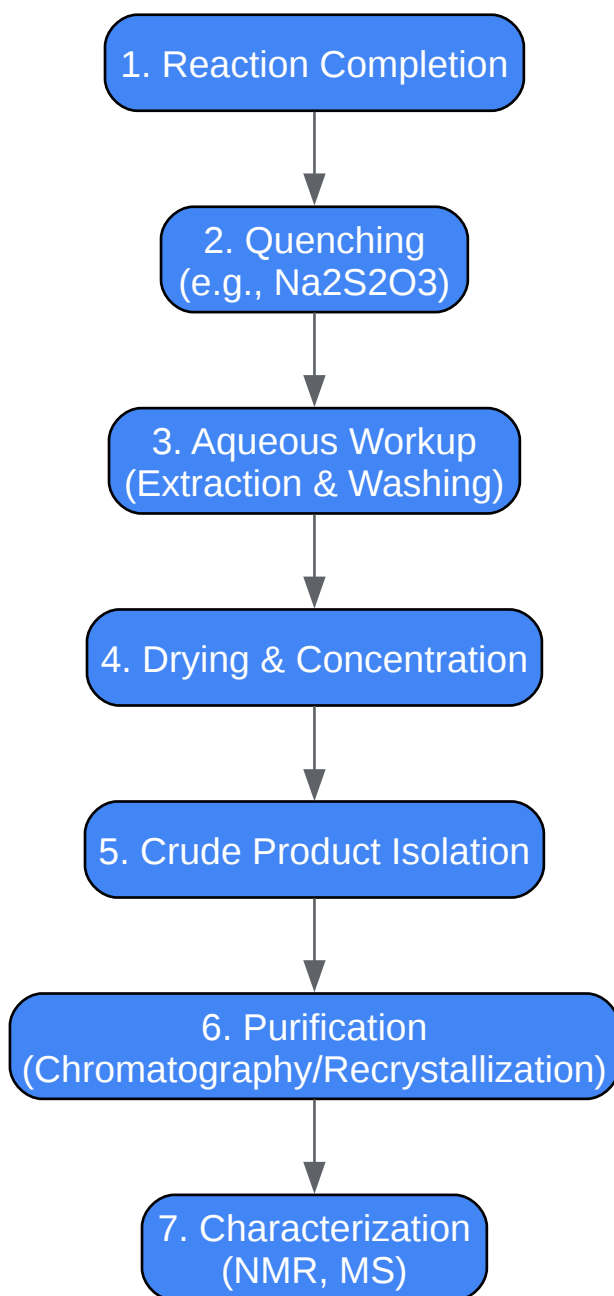 1. Reaction Completion
2. Quenching
(e.g., Na2S2O3)
3. Aqueous Workup
(Extraction & Washing)
4. Drying & Concentration
5. Crude Product Isolation
6. Purification
(Chromatography/Recrystallization)
7. Characterization
(NMR, MS)